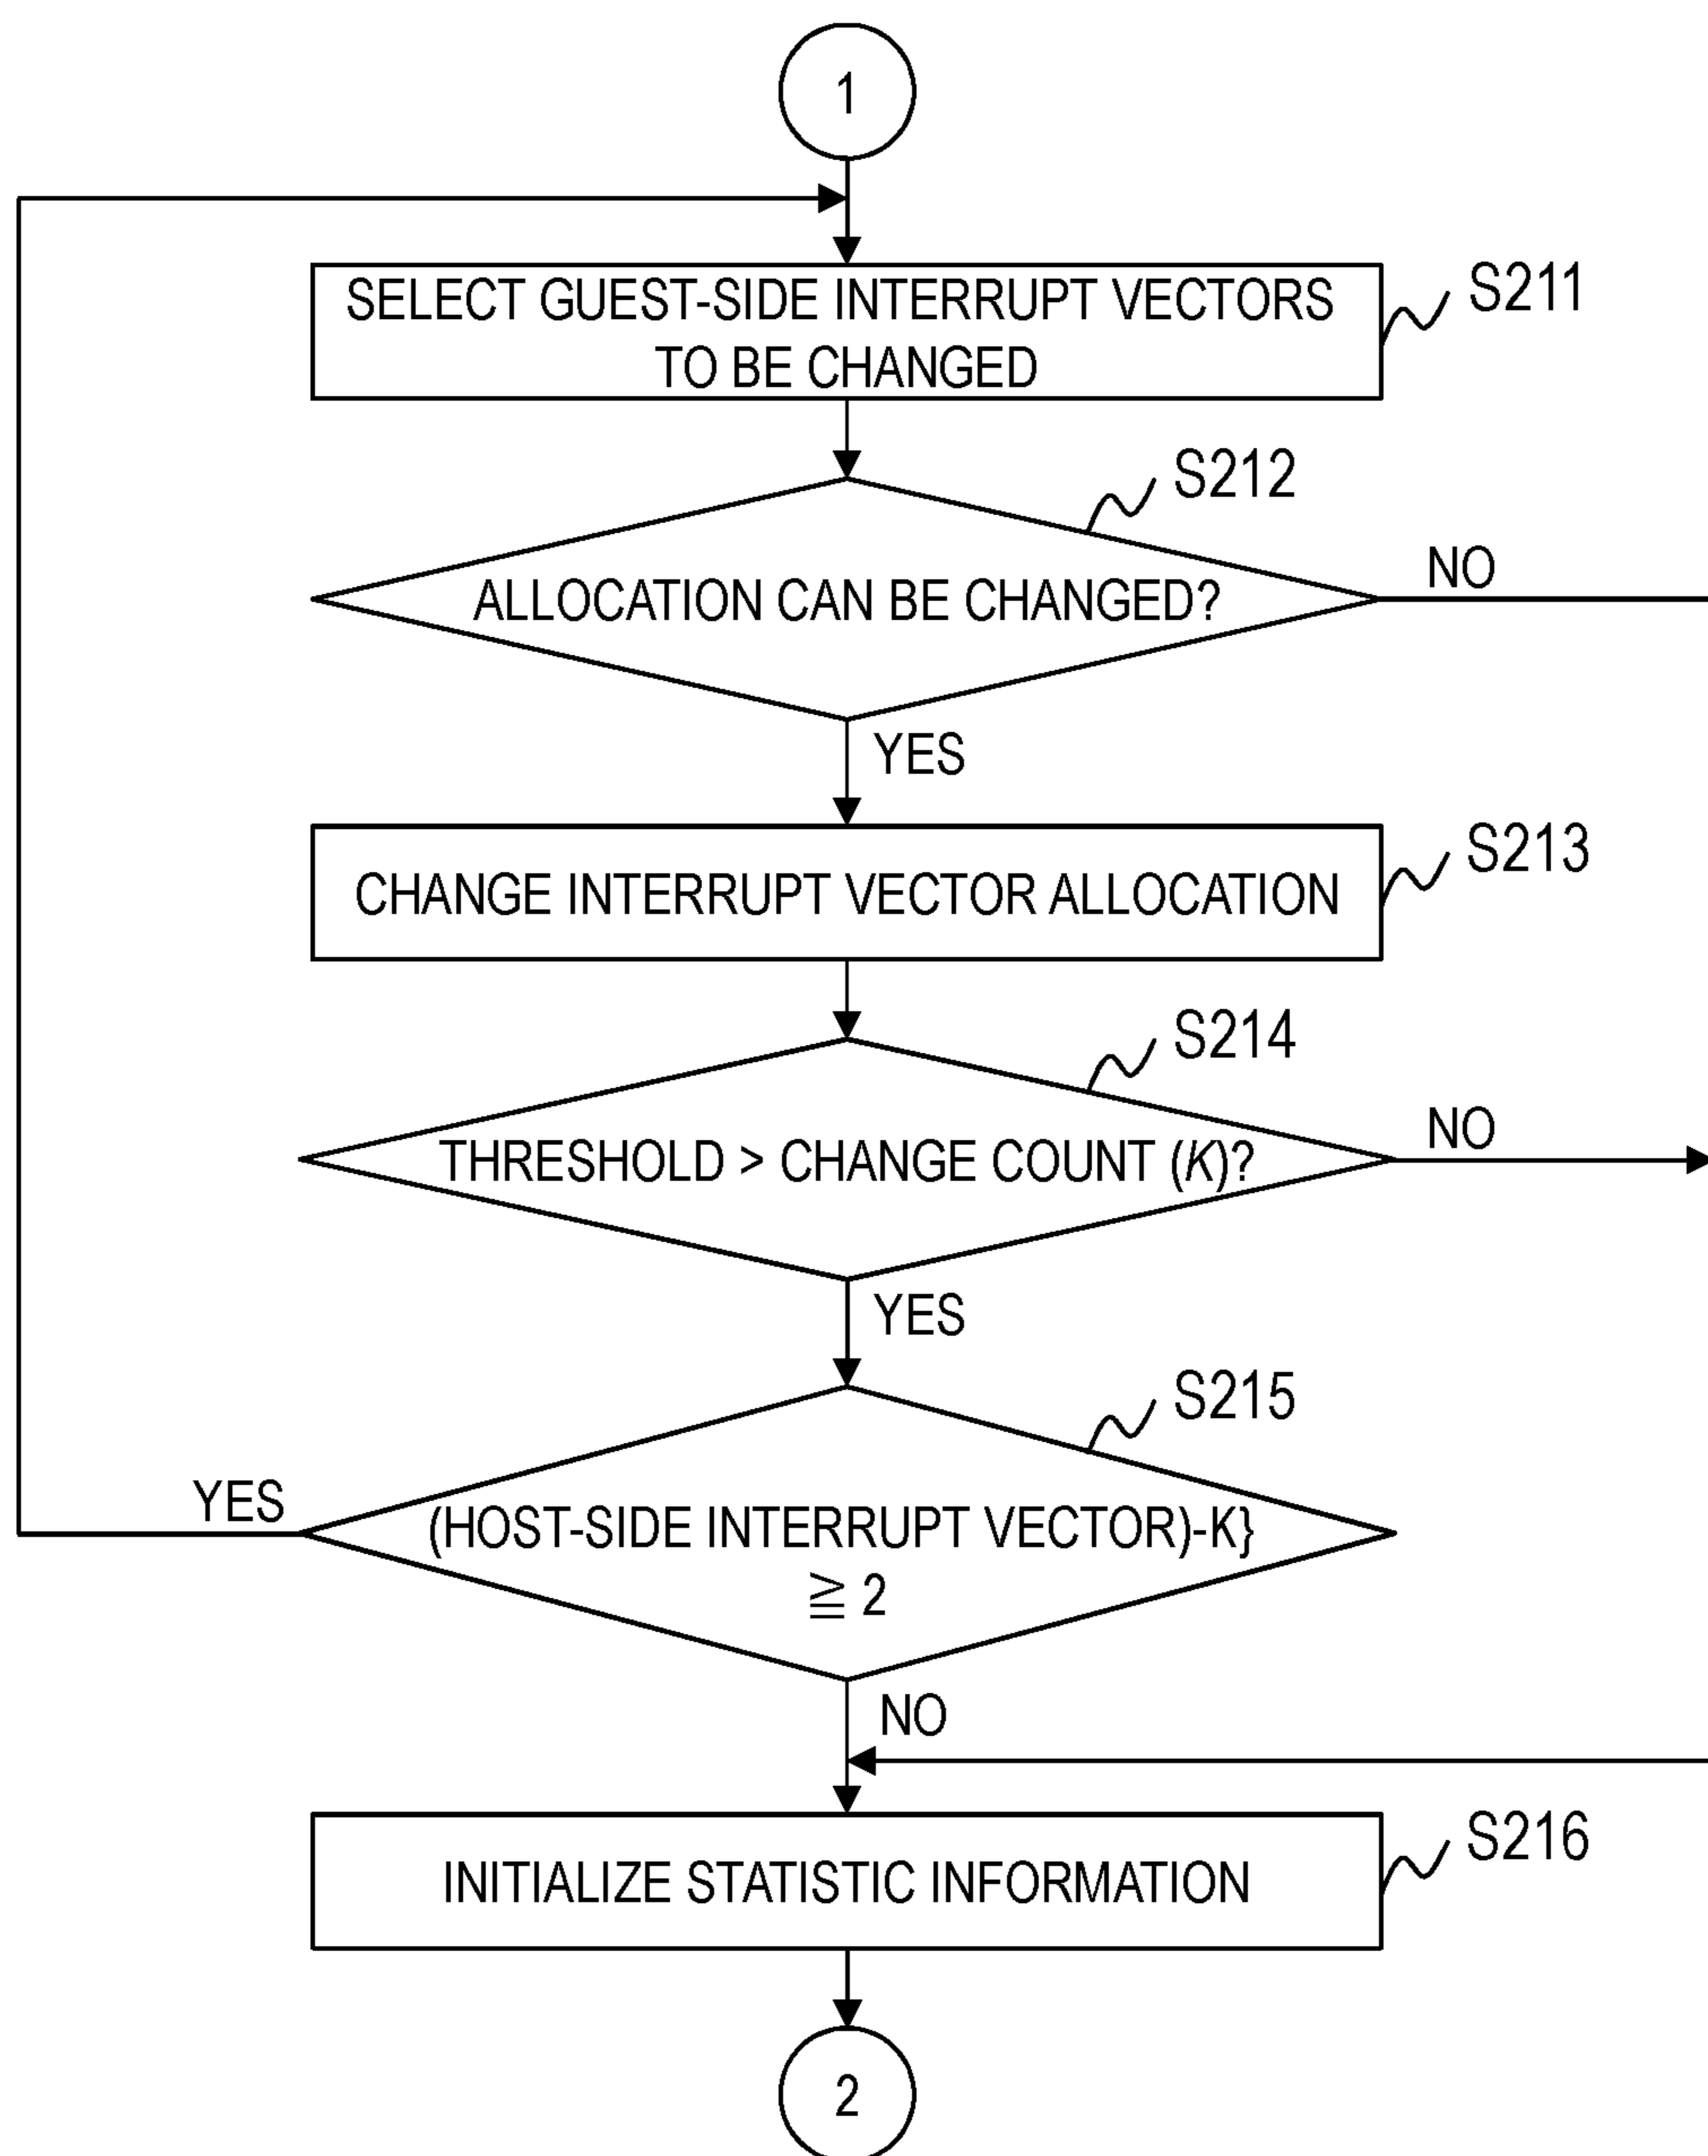 1
SELECT GUEST-SIDE INTERRUPT VECTORS
TO BE CHANGED
S211
S212
ALLOCATION CAN BE CHANGED?
NO
YES
CHANGE INTERRUPT VECTOR ALLOCATION
S213
S214
THRESHOLD > CHANGE COUNT (K)?
NO
YES
S215
YES
(HOST-SIDE INTERRUPT VECTOR)-K}
≧ 2
NO
INITIALIZE STATISTIC INFORMATION
S216
2